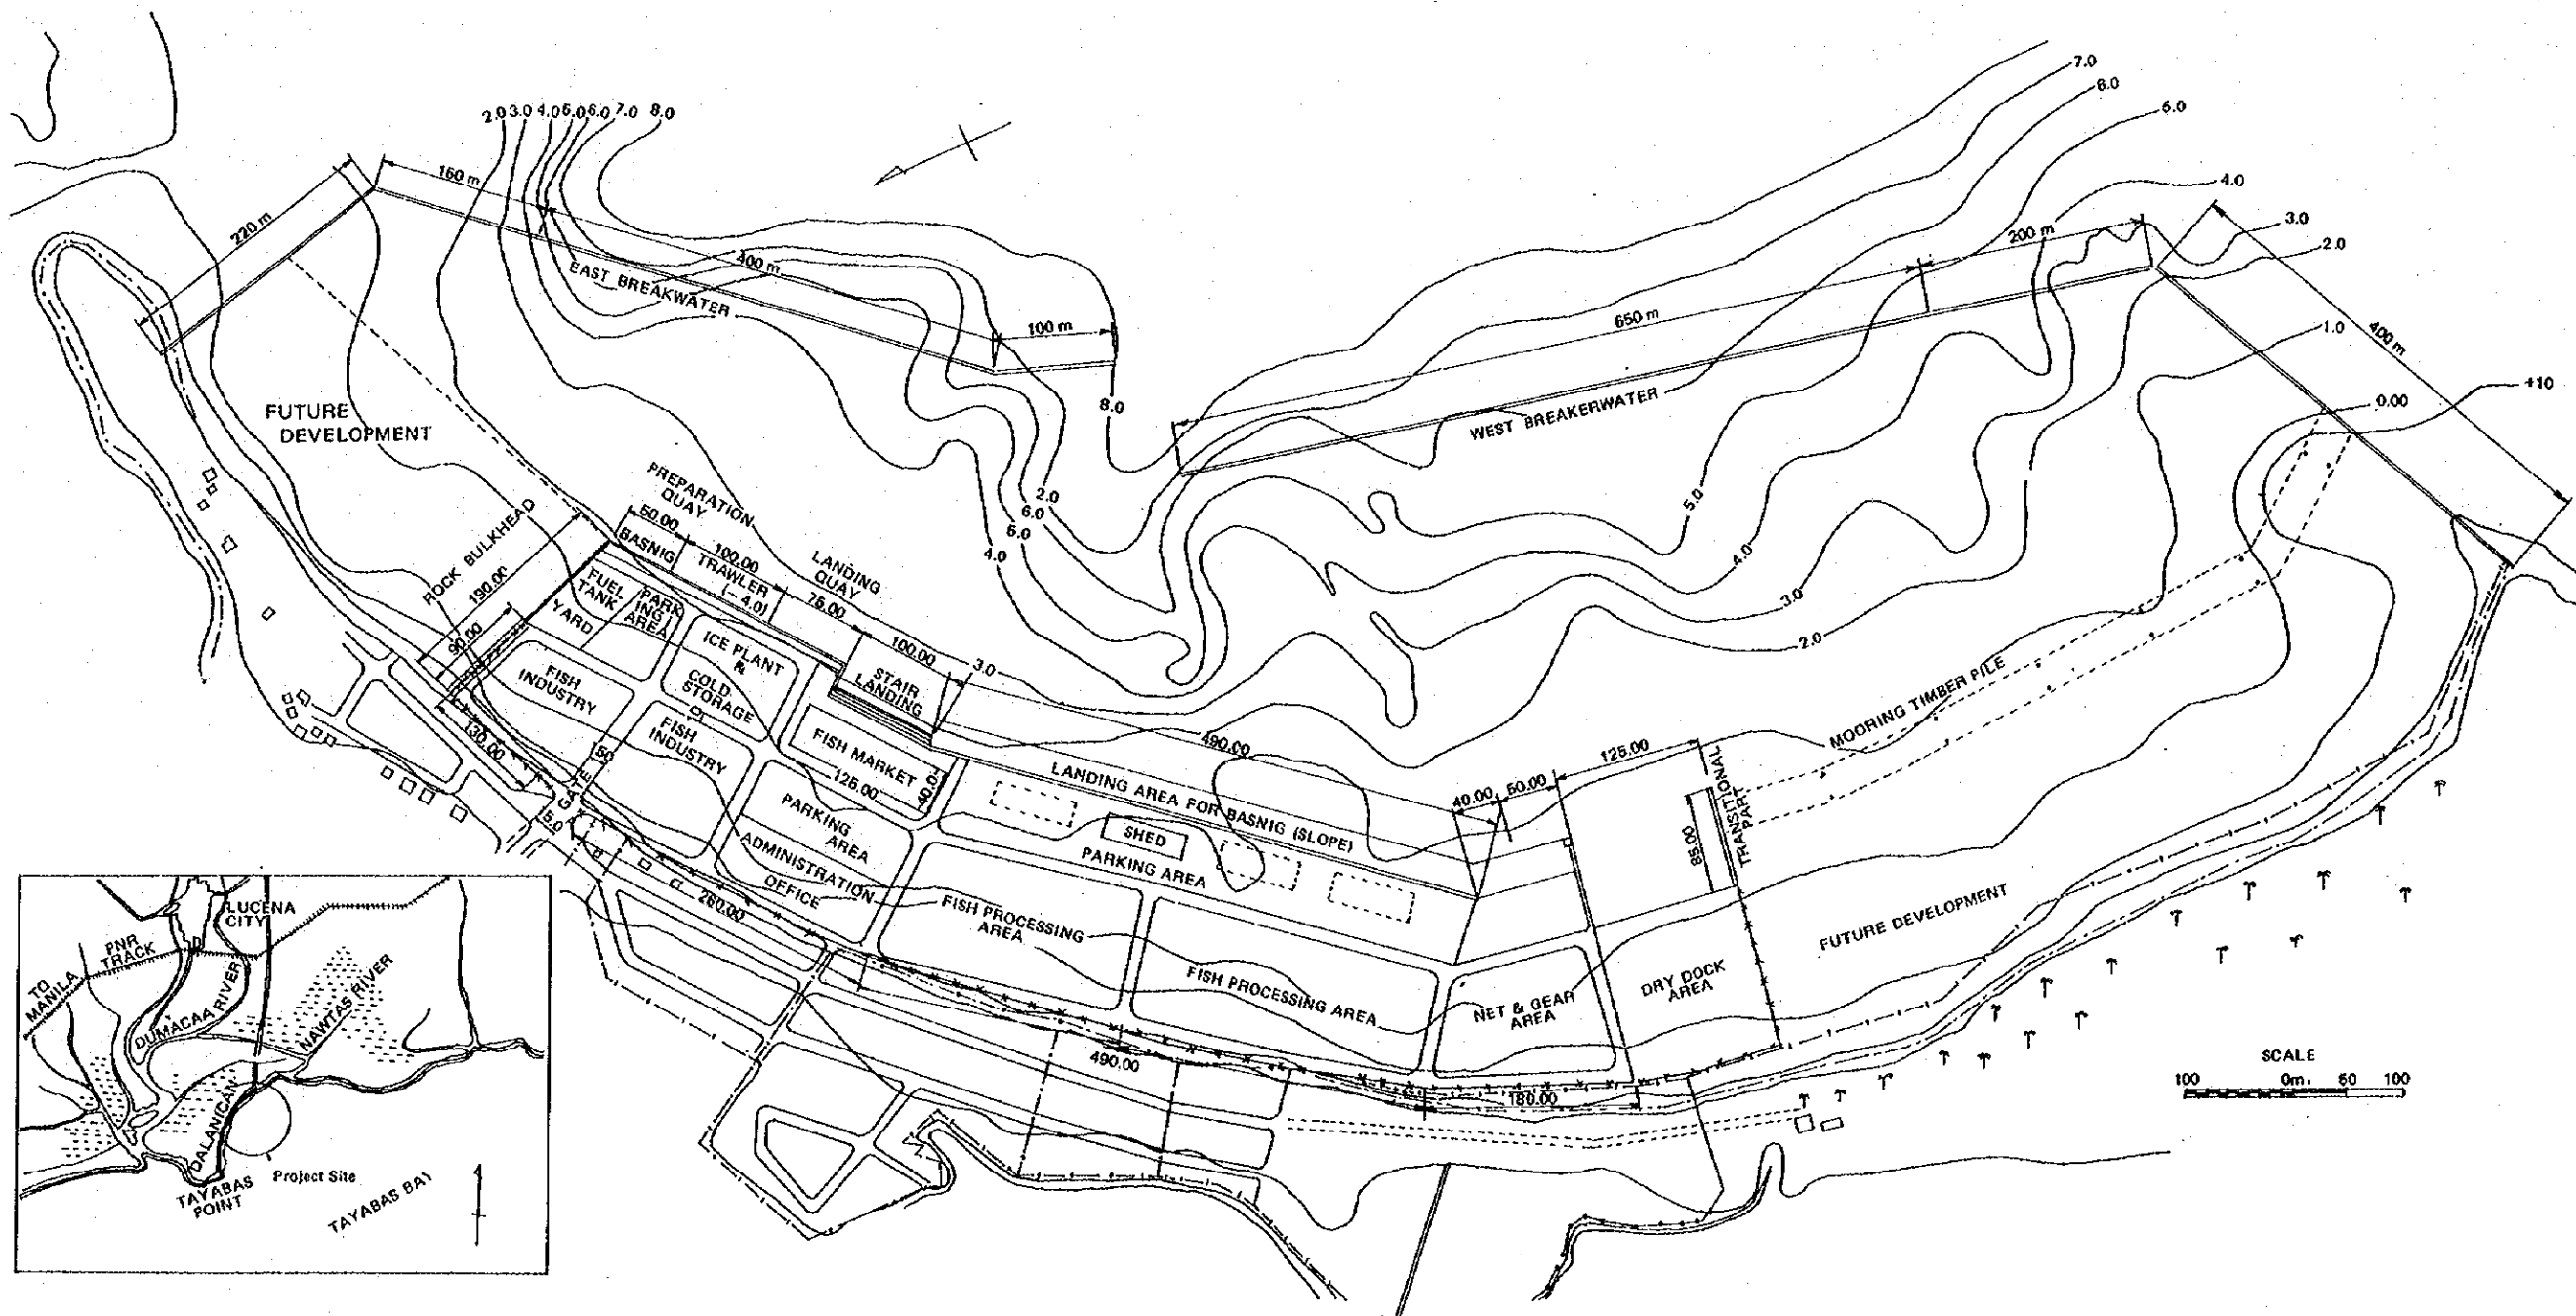 2.0 3.0 4.0 5.0 6.0 7.0 8.0
7.0
6.0
5.0
4.0
3.0
2.0
1.0
+10
0.00
220 m
160 m
400 m
100 m
EAST BREAKWATER
8.0
650 m
200 m
400 m
WEST BREAKERWATER
FUTURE
DEVELOPMENT
2.0
6.0
5.0
4.0
5.0
4.0
3.0
2.0
PREPARATION
QUAY
LANDING
QUAY
ROCK BULKHEAD
190.00
90.00
50.00
100.00
75.00
100.00
3.0
BASNIG
TRAWLER
(-4.0)
FUEL
TANK
YARD
PARK
ING
AREA
ICE PLANT
&
COLD
STORAGE
STAIR
LANDING
FISH
INDUSTRY
FISH
INDUSTRY
FISH MARKET
125.00
40.0
130.00
GATE
150
15.0
PARKING
AREA
ADMINISTRATION
OFFICE
260.00
490.00
LANDING AREA FOR BASNIG (SLOPE)
SHED
PARKING AREA
40.00
50.00
125.00
85.00
TRANSITIONAL
PART
MOORING TIMBER PILE
FISH PROCESSING
AREA
FISH PROCESSING AREA
NET & GEAR
AREA
DRY DOCK
AREA
FUTURE DEVELOPMENT
490.00
180.00
SCALE
100 0m. 50 100
LUCENA
CITY
PNR
TRACK
TO
MANILA
DUMACAA RIVER
NAWTAS RIVER
DALANICAN
Project Site
TAYABAS
POINT
TAYABAS BAY